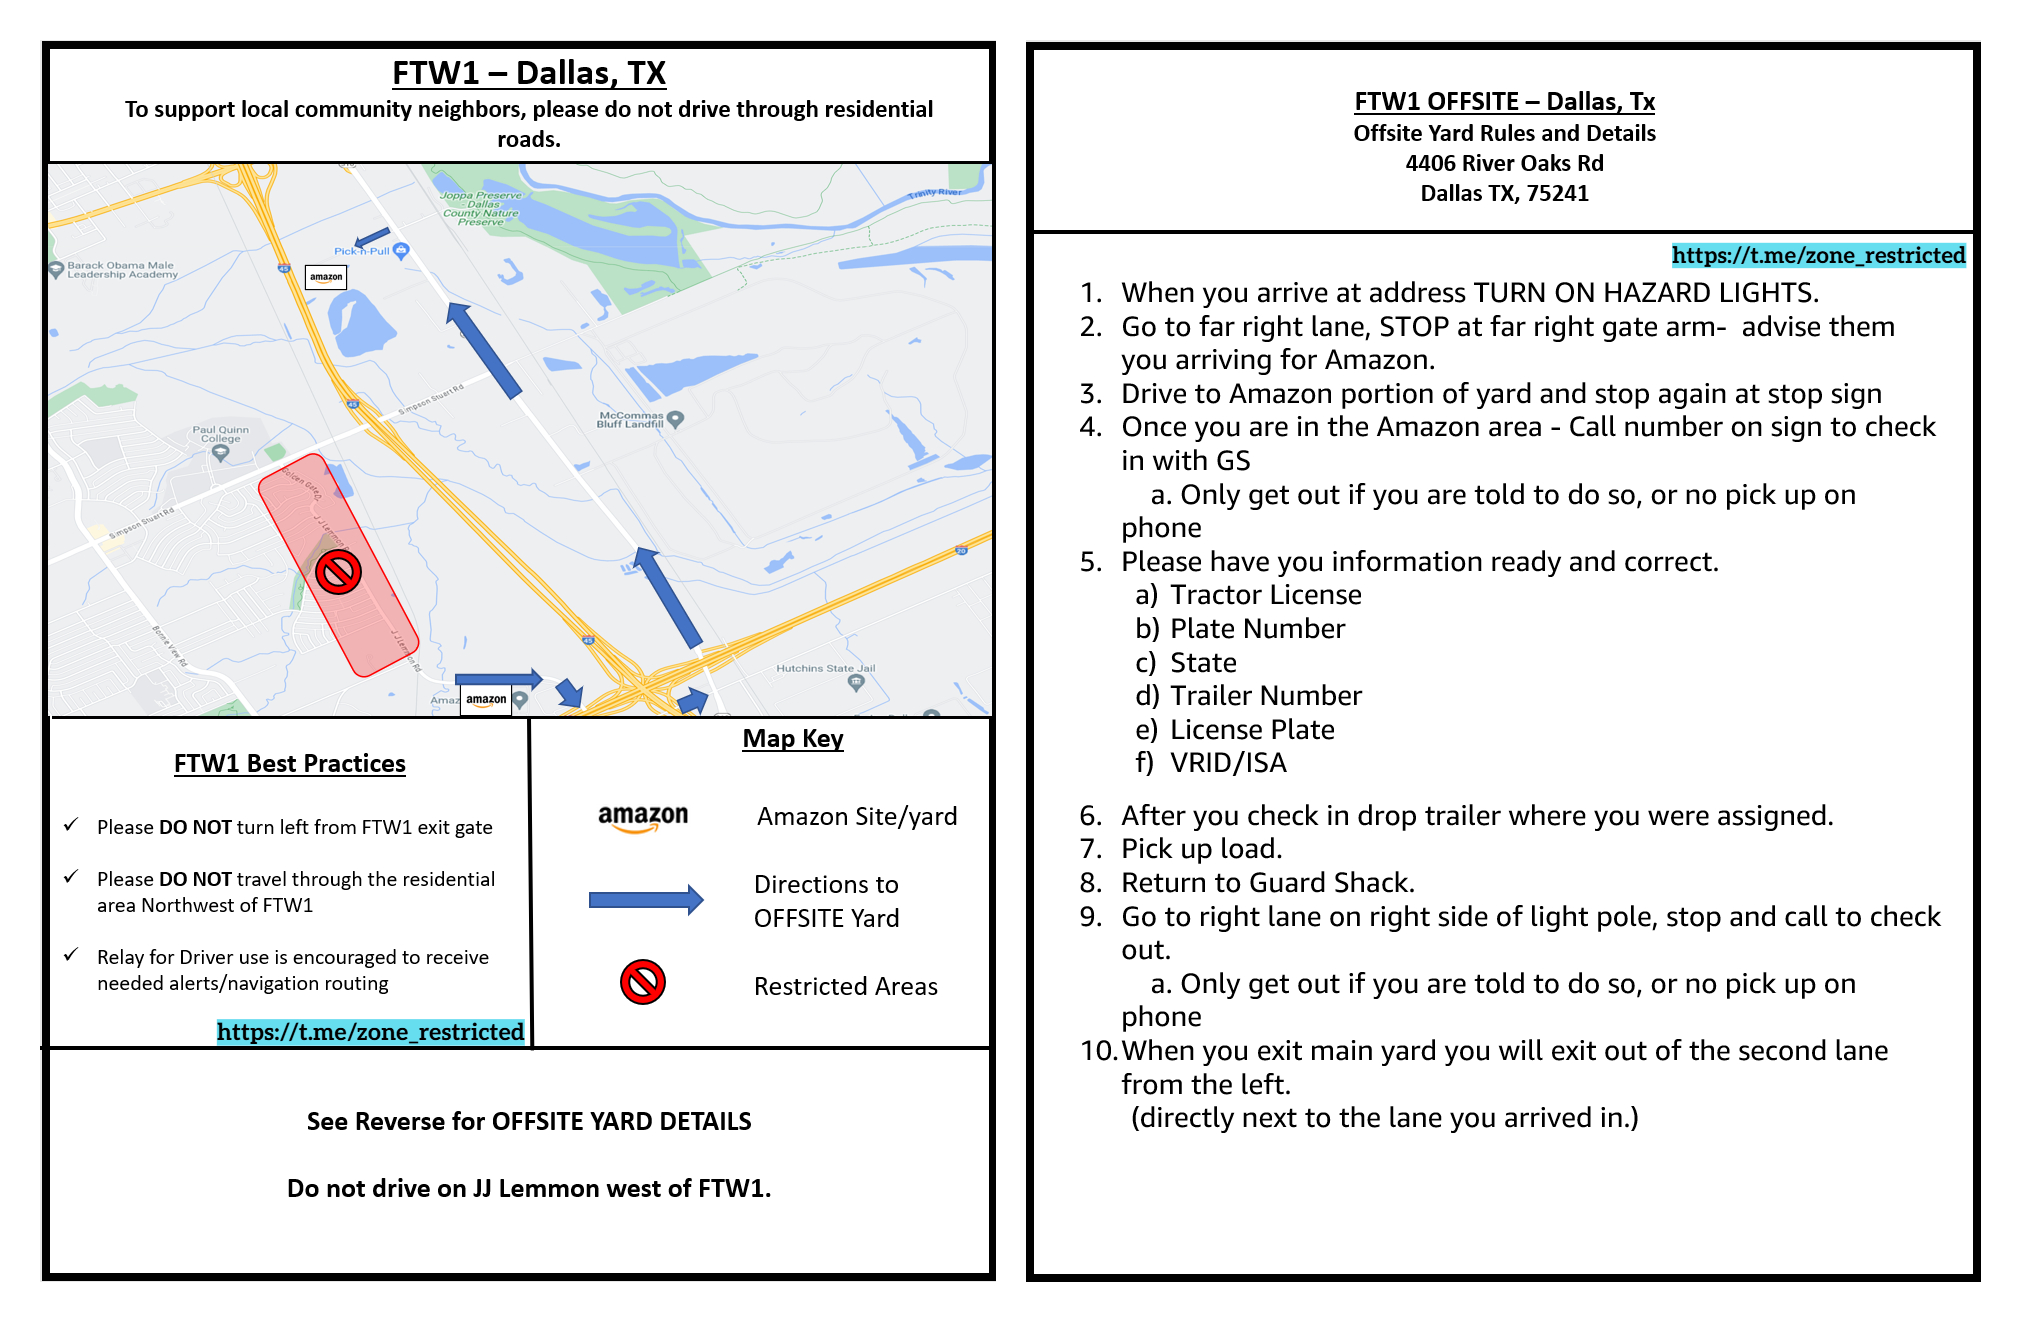 FTW1 – Dallas, TX
To support local community neighbors, please do not drive through residential
roads.
Joppa Preserve
- Dallas
County Nature
Preserve
Trinity River
Pick-n-Pull
45
Barack Obama Male
Leadership Academy
amazon
45
Simpson Stuart Rd
McCommas
Bluff Landfill
Paul Quinn
College
Golden Gate Dr
Simpson Stuart Rd
J J Lemmon Rd
20
Bonnie View Rd
45
J J Lemmon Rd
Hutchins State Jail
Amaz
amazon
FTW1 Best Practices
✓ Please DO NOT turn left from FTW1 exit gate
✓ Please DO NOT travel through the residential
area Northwest of FTW1
✓ Relay for Driver use is encouraged to receive
needed alerts/navigation routing
https://t.me/zone_restricted
Map Key
amazon
Amazon Site/yard
Directions to
OFFSITE Yard
Restricted Areas
See Reverse for OFFSITE YARD DETAILS
Do not drive on JJ Lemmon west of FTW1.
FTW1 OFFSITE – Dallas, Tx
Offsite Yard Rules and Details
4406 River Oaks Rd
Dallas TX, 75241
https://t.me/zone_restricted
1. When you arrive at address TURN ON HAZARD LIGHTS.
2. Go to far right lane, STOP at far right gate arm- advise them
you arriving for Amazon.
3. Drive to Amazon portion of yard and stop again at stop sign
4. Once you are in the Amazon area - Call number on sign to check
in with GS
a. Only get out if you are told to do so, or no pick up on
phone
5. Please have you information ready and correct.
a) Tractor License
b) Plate Number
c) State
d) Trailer Number
e) License Plate
f) VRID/ISA
6. After you check in drop trailer where you were assigned.
7. Pick up load.
8. Return to Guard Shack.
9. Go to right lane on right side of light pole, stop and call to check
out.
a. Only get out if you are told to do so, or no pick up on
phone
10. When you exit main yard you will exit out of the second lane
from the left.
(directly next to the lane you arrived in.)